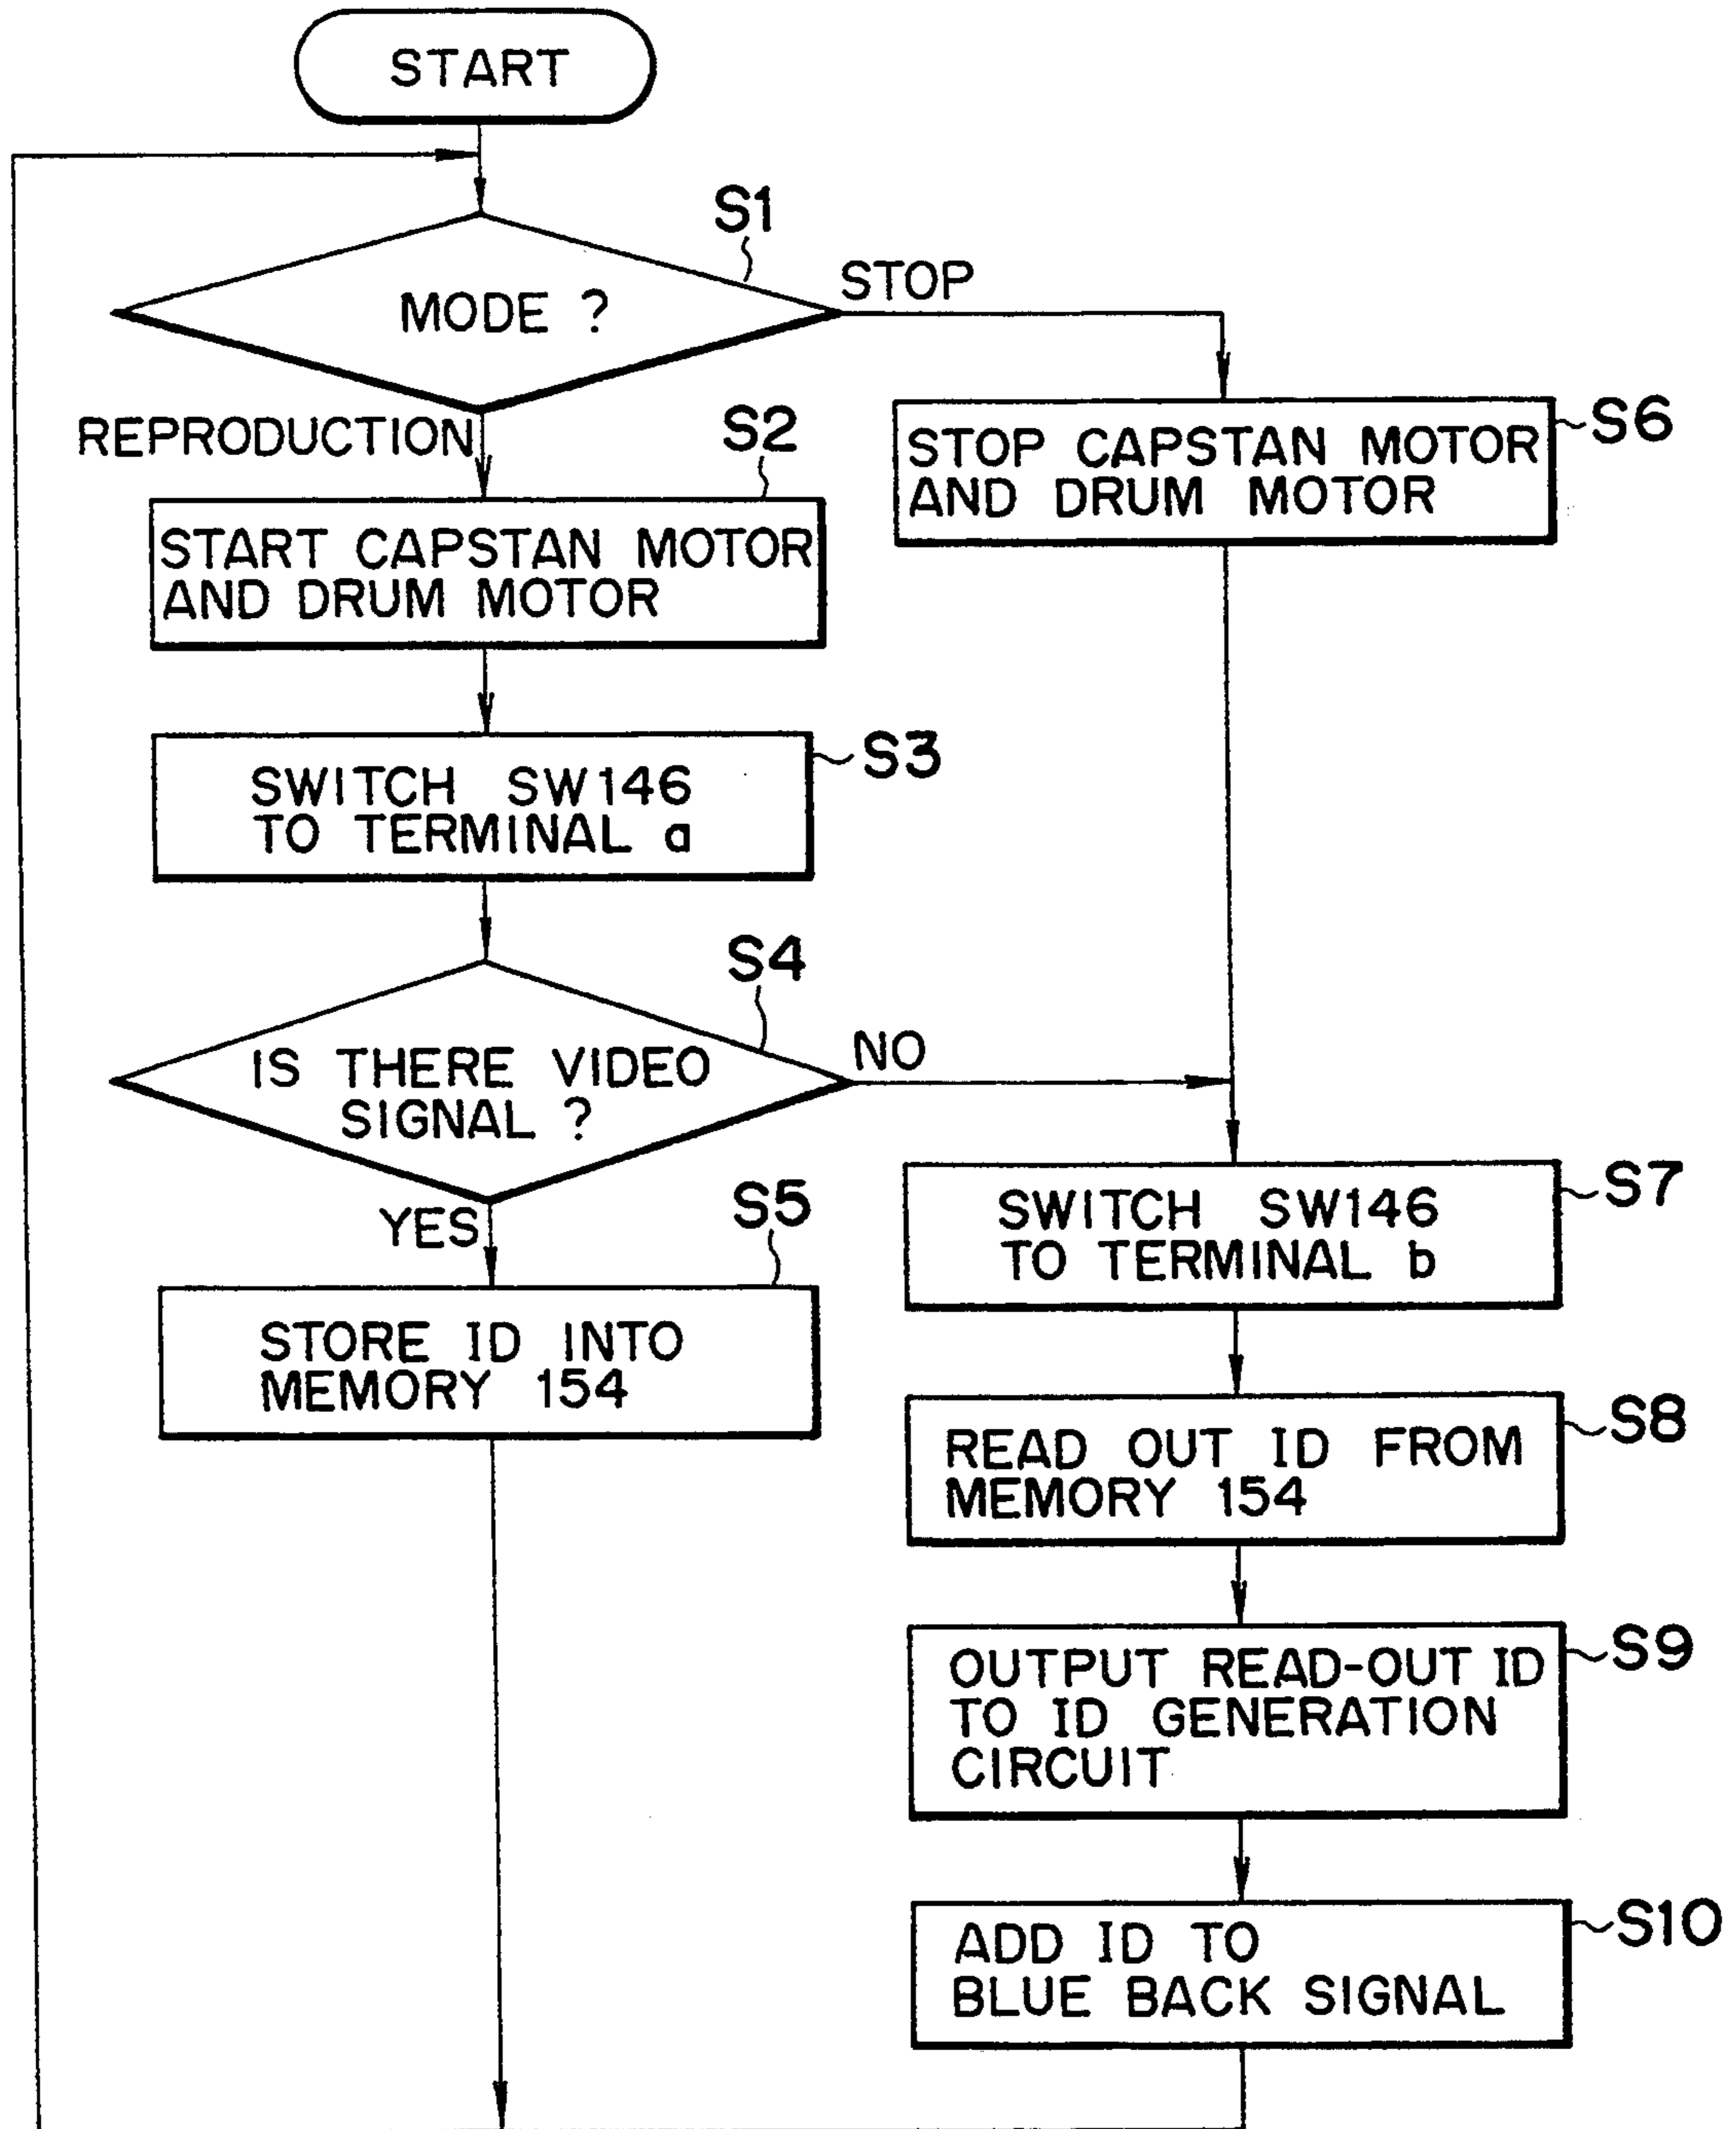 START
S1
MODE ?
STOP
REPRODUCTION
S2
START CAPSTAN MOTOR
AND DRUM MOTOR
S6
STOP CAPSTAN MOTOR
AND DRUM MOTOR
S3
SWITCH SW146
TO TERMINAL a
S4
IS THERE VIDEO
SIGNAL ?
NO
YES
S5
STORE ID INTO
MEMORY 154
S7
SWITCH SW146
TO TERMINAL b
S8
READ OUT ID FROM
MEMORY 154
S9
OUTPUT READ-OUT ID
TO ID GENERATION
CIRCUIT
S10
ADD ID TO
BLUE BACK SIGNAL